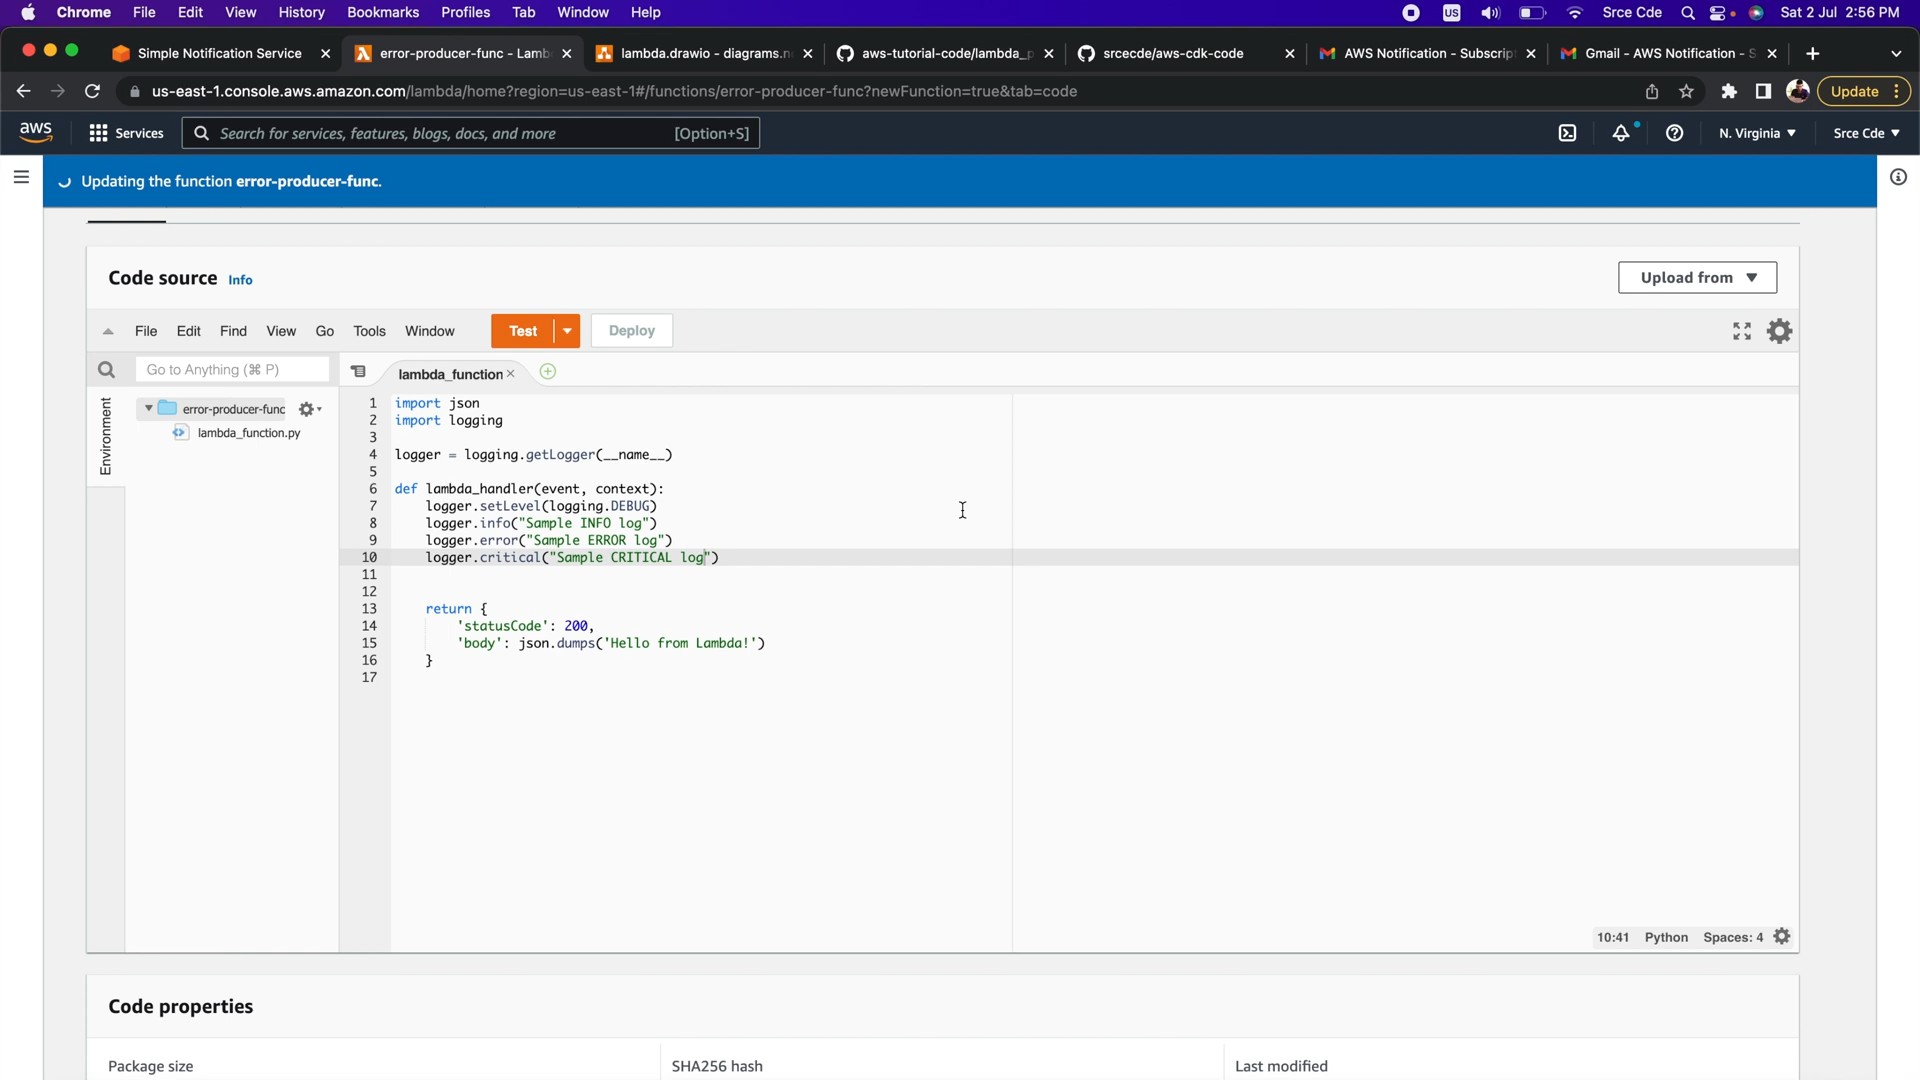 Chrome File Edit View History Bookmarks Profiles Tab Window Help US Srce Cde Sat 2 Jul 2:56 PM
Simple Notification Service error-producer-func - Lamb lambda.drawio - diagrams.n aws-tutorial-code/lambda_p srcecde/aws-cdk-code AWS Notification - Subscrip Gmail - AWS Notification - S
us-east-1.console.aws.amazon.com/lambda/home?region=us-east-1#/functions/error-producer-func?newFunction=true&tab=code Update
aws Services Search for services, features, blogs, docs, and more [Option+S] N. Virginia Srce Cde
Updating the function error-producer-func.
Code source Info Upload from
File Edit Find View Go Tools Window Test Deploy
Go to Anything (⌘ P) lambda_function
Environment
error-producer-func
lambda_function.py
1 import json
2 import logging
3
4 logger = logging.getLogger(__name__)
5
6 def lambda_handler(event, context):
7 logger.setLevel(logging.DEBUG)
8 logger.info("Sample INFO log")
9 logger.error("Sample ERROR log")
10 logger.critical("Sample CRITICAL log")
11
12
13 return {
14 'statusCode': 200,
15 'body': json.dumps('Hello from Lambda!')
16 }
17
10:41 Python Spaces: 4
Code properties
Package size SHA256 hash Last modified